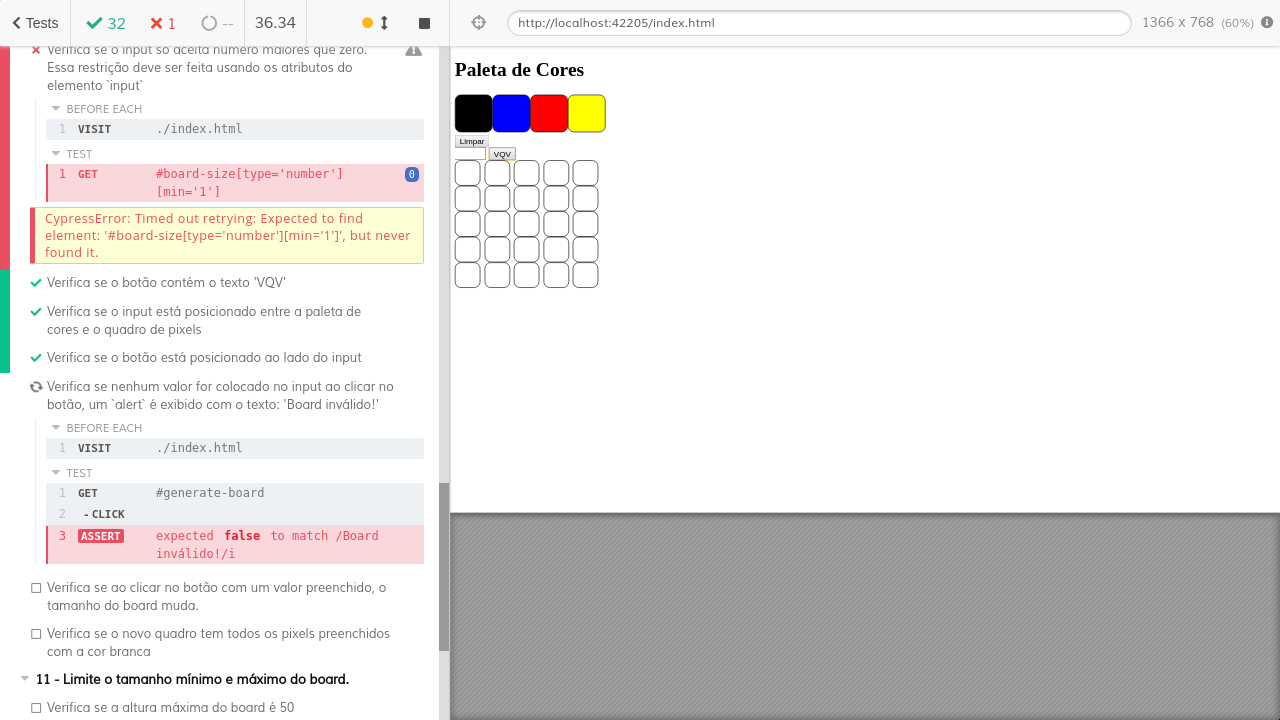 Tests 32 1 -- 36.34 http://localhost:42205/index.html 1366 x 768 (60%)
Verifica se o input só aceita número maiores que zero.
Essa restrição deve ser feita usando os atributos do
elemento `input`
BEFORE EACH
1 VISIT ./index.html
TEST
1 GET #board-size[type='number'] 0
[min='1']
CypressError: Timed out retrying: Expected to find
element: '#board-size[type='number'][min='1']', but never
found it.
Verifica se o botão contém o texto 'VQV'
Verifica se o input está posicionado entre a paleta de
cores e o quadro de pixels
Verifica se o botão está posicionado ao lado do input
Verifica se nenhum valor for colocado no input ao clicar no
botão, um `alert` é exibido com o texto: 'Board inválido!'
BEFORE EACH
1 VISIT ./index.html
TEST
1 GET #generate-board
2 - CLICK
3 ASSERT expected false to match /Board
inválido!/i
Verifica se ao clicar no botão com um valor preenchido, o
tamanho do board muda.
Verifica se o novo quadro tem todos os pixels preenchidos
com a cor branca
11 - Limite o tamanho mínimo e máximo do board.
Verifica se a altura máxima do board é 50
Paleta de Cores
Limpar
VQV